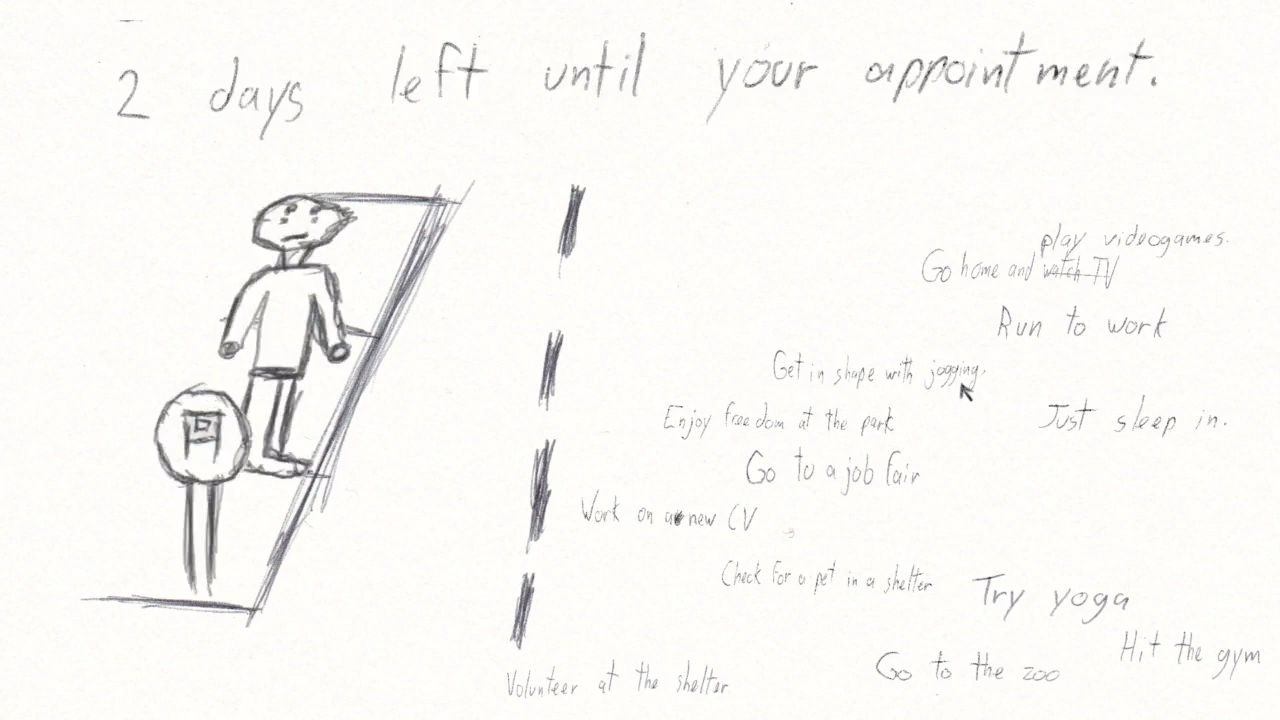 2 days left until your appointment.
play videogames.
Go home and watch TV
Run to work
Get in shape with jogging.
Enjoy freedom at the park
Just sleep in.
Go to a job fair
Work on a new CV
Check for a pet in a shelter
Try yoga
Hit the gym
Go to the zoo
Volunteer at the shelter